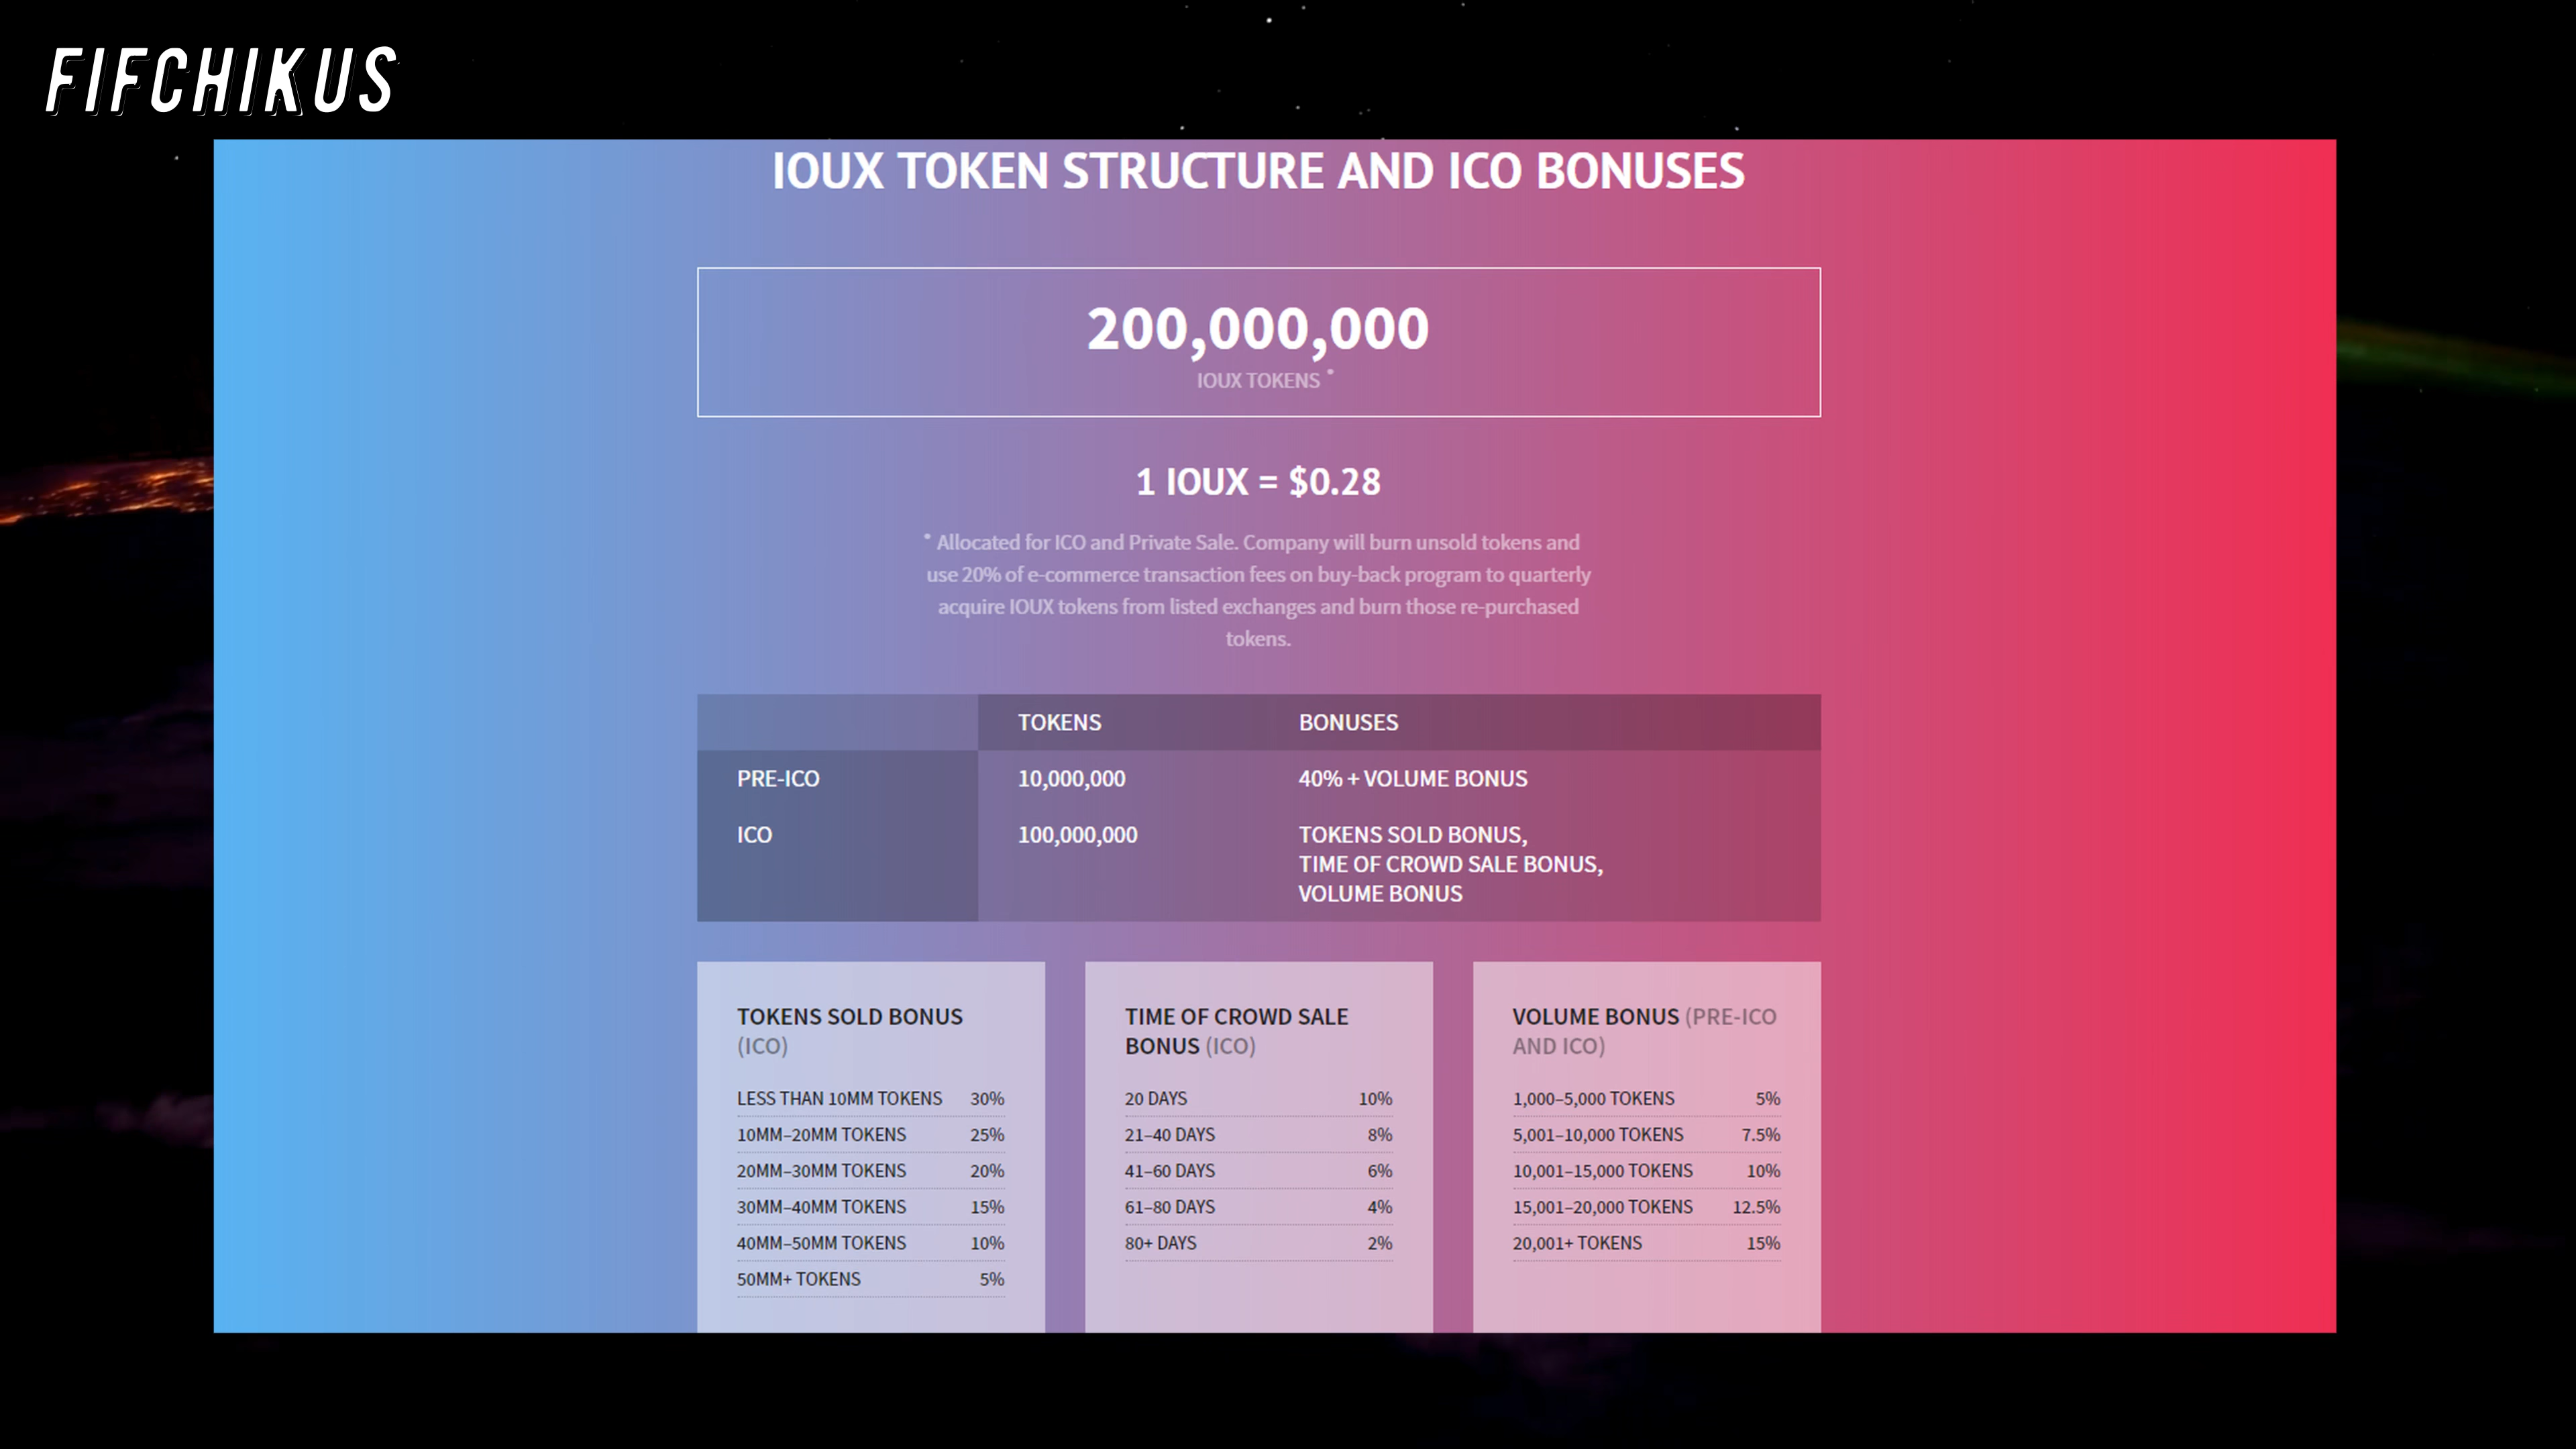 FIFCHIKUS
IOUX TOKEN STRUCTURE AND ICO BONUSES
200,000,000
IOUX TOKENS *
1 IOUX = $0.28
* Allocated for ICO and Private Sale. Company will burn unsold tokens and
use 20% of e-commerce transaction fees on buy-back program to quarterly
acquire IOUX tokens from listed exchanges and burn those re-purchased
tokens.
TOKENS BONUSES
PRE-ICO 10,000,000 40% + VOLUME BONUS
ICO 100,000,000 TOKENS SOLD BONUS,
TIME OF CROWD SALE BONUS,
VOLUME BONUS
TOKENS SOLD BONUS
(ICO)
LESS THAN 10MM TOKENS 30%
10MM–20MM TOKENS 25%
20MM–30MM TOKENS 20%
30MM–40MM TOKENS 15%
40MM–50MM TOKENS 10%
50MM+ TOKENS 5%
TIME OF CROWD SALE
BONUS (ICO)
20 DAYS 10%
21–40 DAYS 8%
41–60 DAYS 6%
61–80 DAYS 4%
80+ DAYS 2%
VOLUME BONUS (PRE-ICO
AND ICO)
1,000–5,000 TOKENS 5%
5,001–10,000 TOKENS 7.5%
10,001–15,000 TOKENS 10%
15,001–20,000 TOKENS 12.5%
20,001+ TOKENS 15%